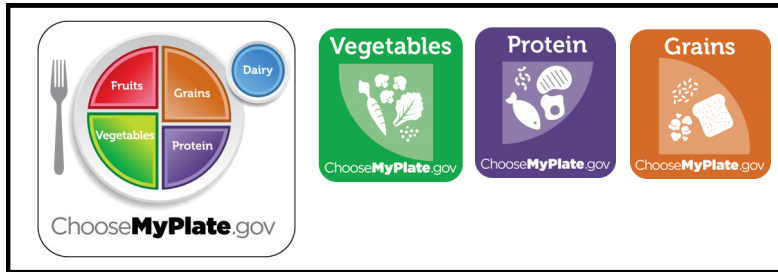 Fruits
Grains
Dairy
Vegetables
Protein
ChooseMyPlate.gov
Vegetables
ChooseMyPlate.gov
Protein
ChooseMyPlate.gov
Grains
ChooseMyPlate.gov